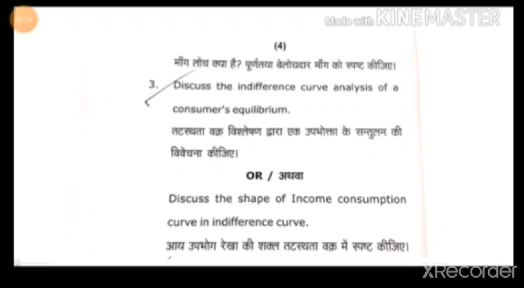 00:04
Made with KINEMASTER
(4)
माँग लोच क्या है? पूर्णतया बेलोचदार माँग को स्पष्ट कीजिए।
3. Discuss the indifference curve analysis of a
consumer's equilibrium.
तटस्थता वक्र विश्लेषण द्वारा एक उपभोक्ता के सन्तुलन की
विवेचना कीजिए।
OR / अथवा
Discuss the shape of Income consumption
curve in indifference curve.
आय उपभोग रेखा की शक्ल तटस्थता वक्र में स्पष्ट कीजिए।
XRecorder